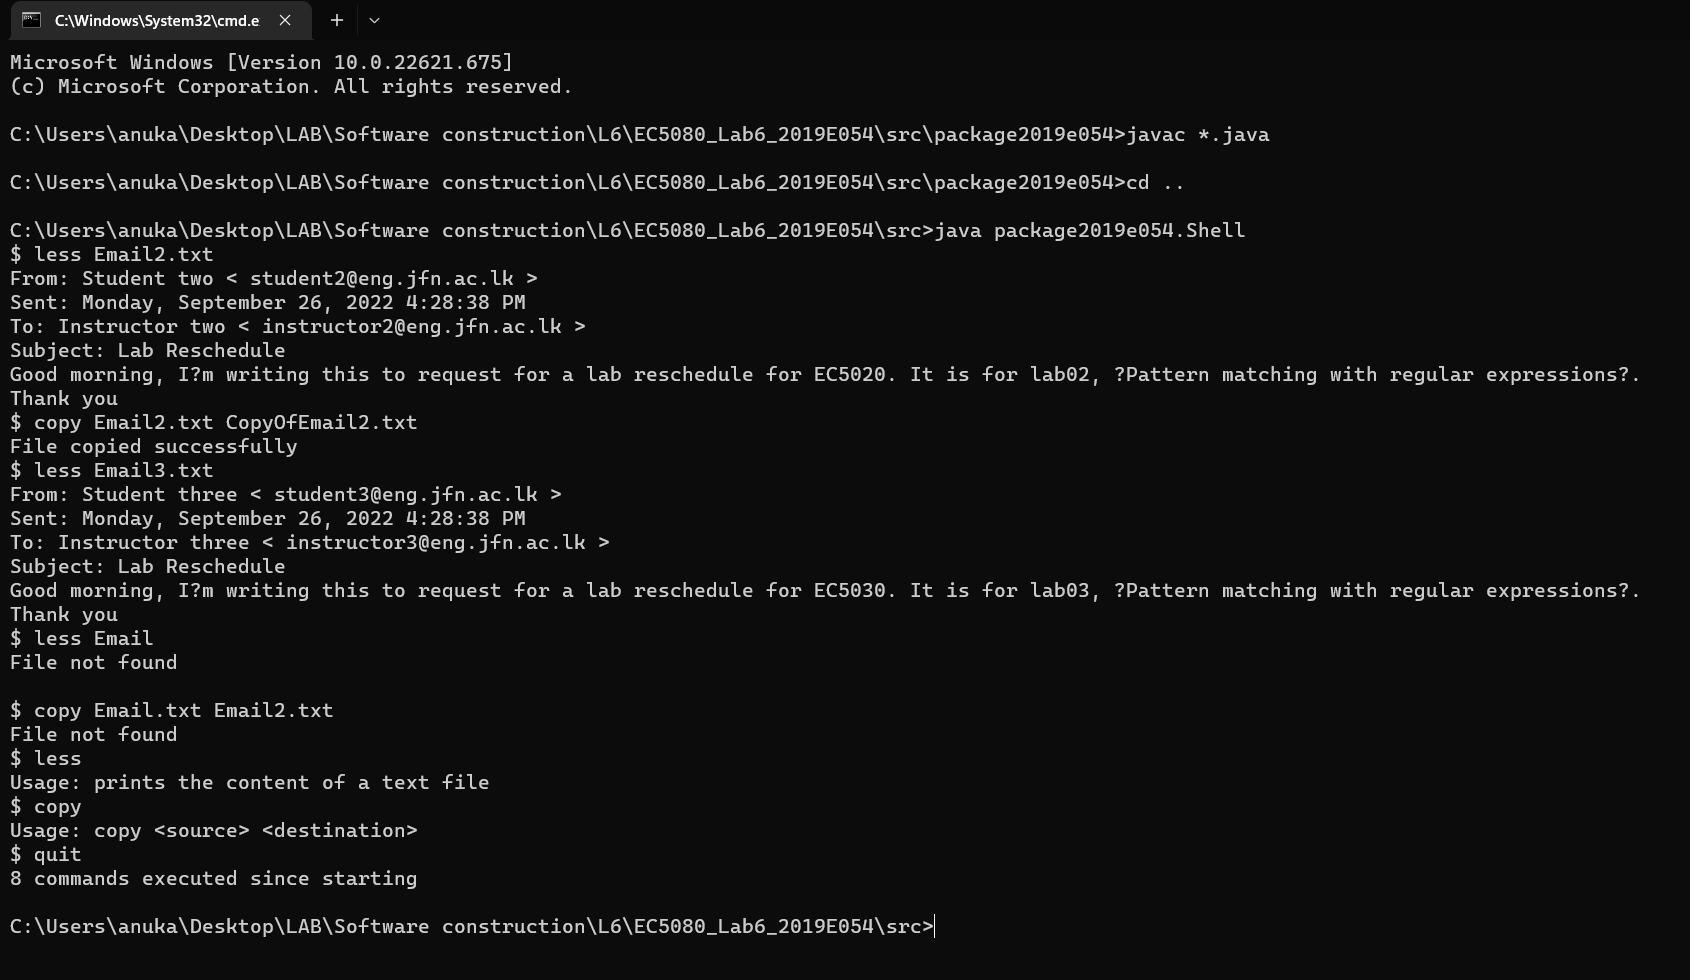 C:\Windows\System32\cmd.e
Microsoft Windows [Version 10.0.22621.675]
(c) Microsoft Corporation. All rights reserved.
C:\Users\anuka\Desktop\LAB\Software construction\L6\EC5080_Lab6_2019E054\src\package2019e054>javac *.java
C:\Users\anuka\Desktop\LAB\Software construction\L6\EC5080_Lab6_2019E054\src\package2019e054>cd ..
C:\Users\anuka\Desktop\LAB\Software construction\L6\EC5080_Lab6_2019E054\src>java package2019e054.Shell
$ less Email2.txt
From: Student two < student2@eng.jfn.ac.lk >
Sent: Monday, September 26, 2022 4:28:38 PM
To: Instructor two < instructor2@eng.jfn.ac.lk >
Subject: Lab Reschedule
Good morning, I?m writing this to request for a lab reschedule for EC5020. It is for lab02, ?Pattern matching with regular expressions?.
Thank you
$ copy Email2.txt CopyOfEmail2.txt
File copied successfully
$ less Email3.txt
From: Student three < student3@eng.jfn.ac.lk >
Sent: Monday, September 26, 2022 4:28:38 PM
To: Instructor three < instructor3@eng.jfn.ac.lk >
Subject: Lab Reschedule
Good morning, I?m writing this to request for a lab reschedule for EC5030. It is for lab03, ?Pattern matching with regular expressions?.
Thank you
$ less Email
File not found
$ copy Email.txt Email2.txt
File not found
$ less
Usage: prints the content of a text file
$ copy
Usage: copy <source> <destination>
$ quit
8 commands executed since starting
C:\Users\anuka\Desktop\LAB\Software construction\L6\EC5080_Lab6_2019E054\src>